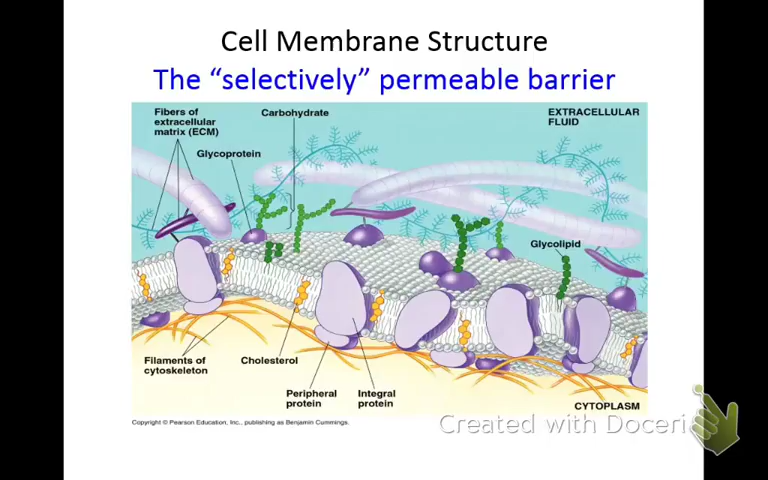 Cell Membrane Structure
The “selectively” permeable barrier
Fibers of
extracellular
matrix (ECM)
Carbohydrate
Glycoprotein
EXTRACELLULAR
FLUID
Glycolipid
Filaments of
cytoskeleton
Cholesterol
Peripheral
protein
Integral
protein
CYTOPLASM
Copyright © Pearson Education, Inc., publishing as Benjamin Cummings.
Created with Doceri